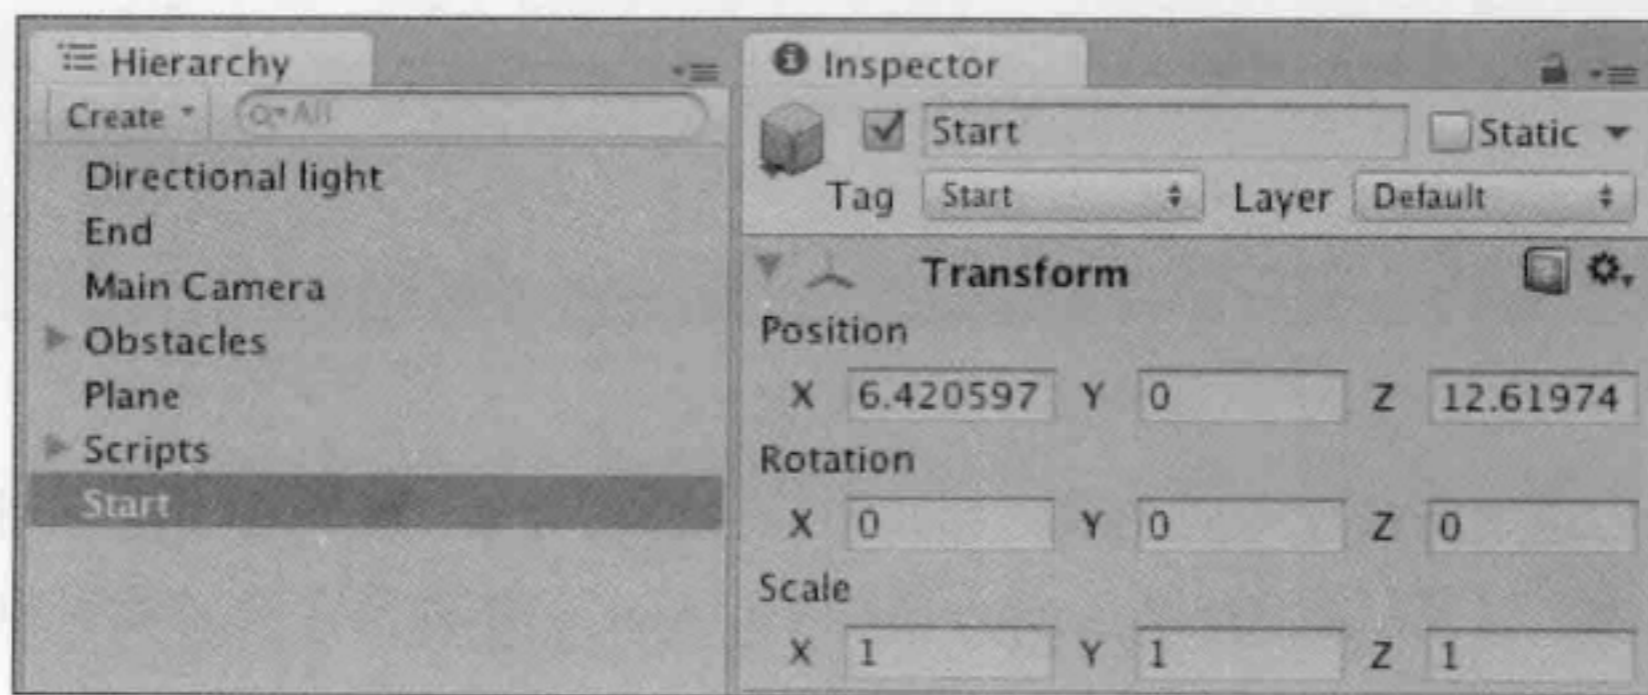 Hierarchy
Create
All
Directional light
End
Main Camera
Obstacles
Plane
Scripts
Start
Inspector
Start
Static
Tag Start Layer Default
Transform
Position
X 6.420597 Y 0 Z 12.61974
Rotation
X 0 Y 0 Z 0
Scale
X 1 Y 1 Z 1